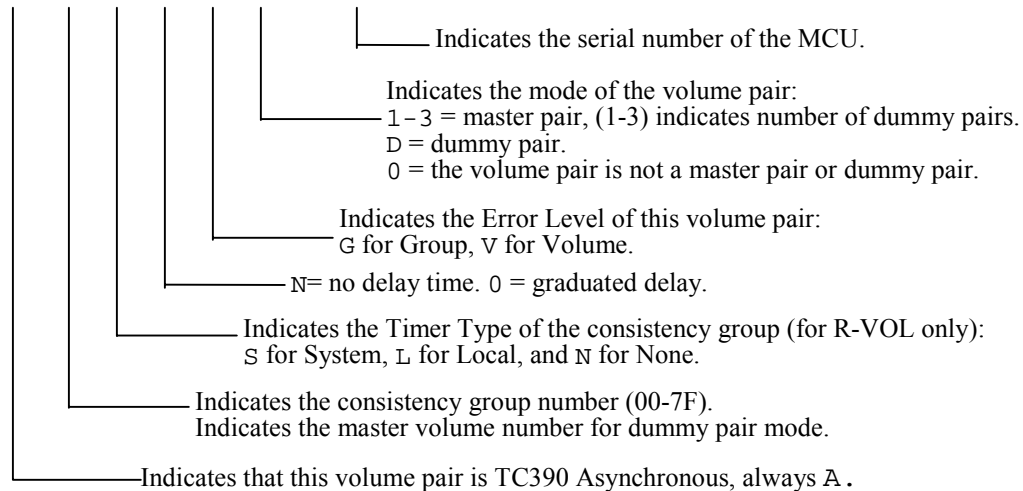 Indicates the serial number of the MCU.
Indicates the mode of the volume pair:
1-3 = master pair, (1-3) indicates number of dummy pairs.
D = dummy pair.
0 = the volume pair is not a master pair or dummy pair.
Indicates the Error Level of this volume pair:
G for Group, V for Volume.
N= no delay time. 0 = graduated delay.
Indicates the Timer Type of the consistency group (for R-VOL only):
S for System, L for Local, and N for None.
Indicates the consistency group number (00-7F).
Indicates the master volume number for dummy pair mode.
Indicates that this volume pair is TC390 Asynchronous, always A.